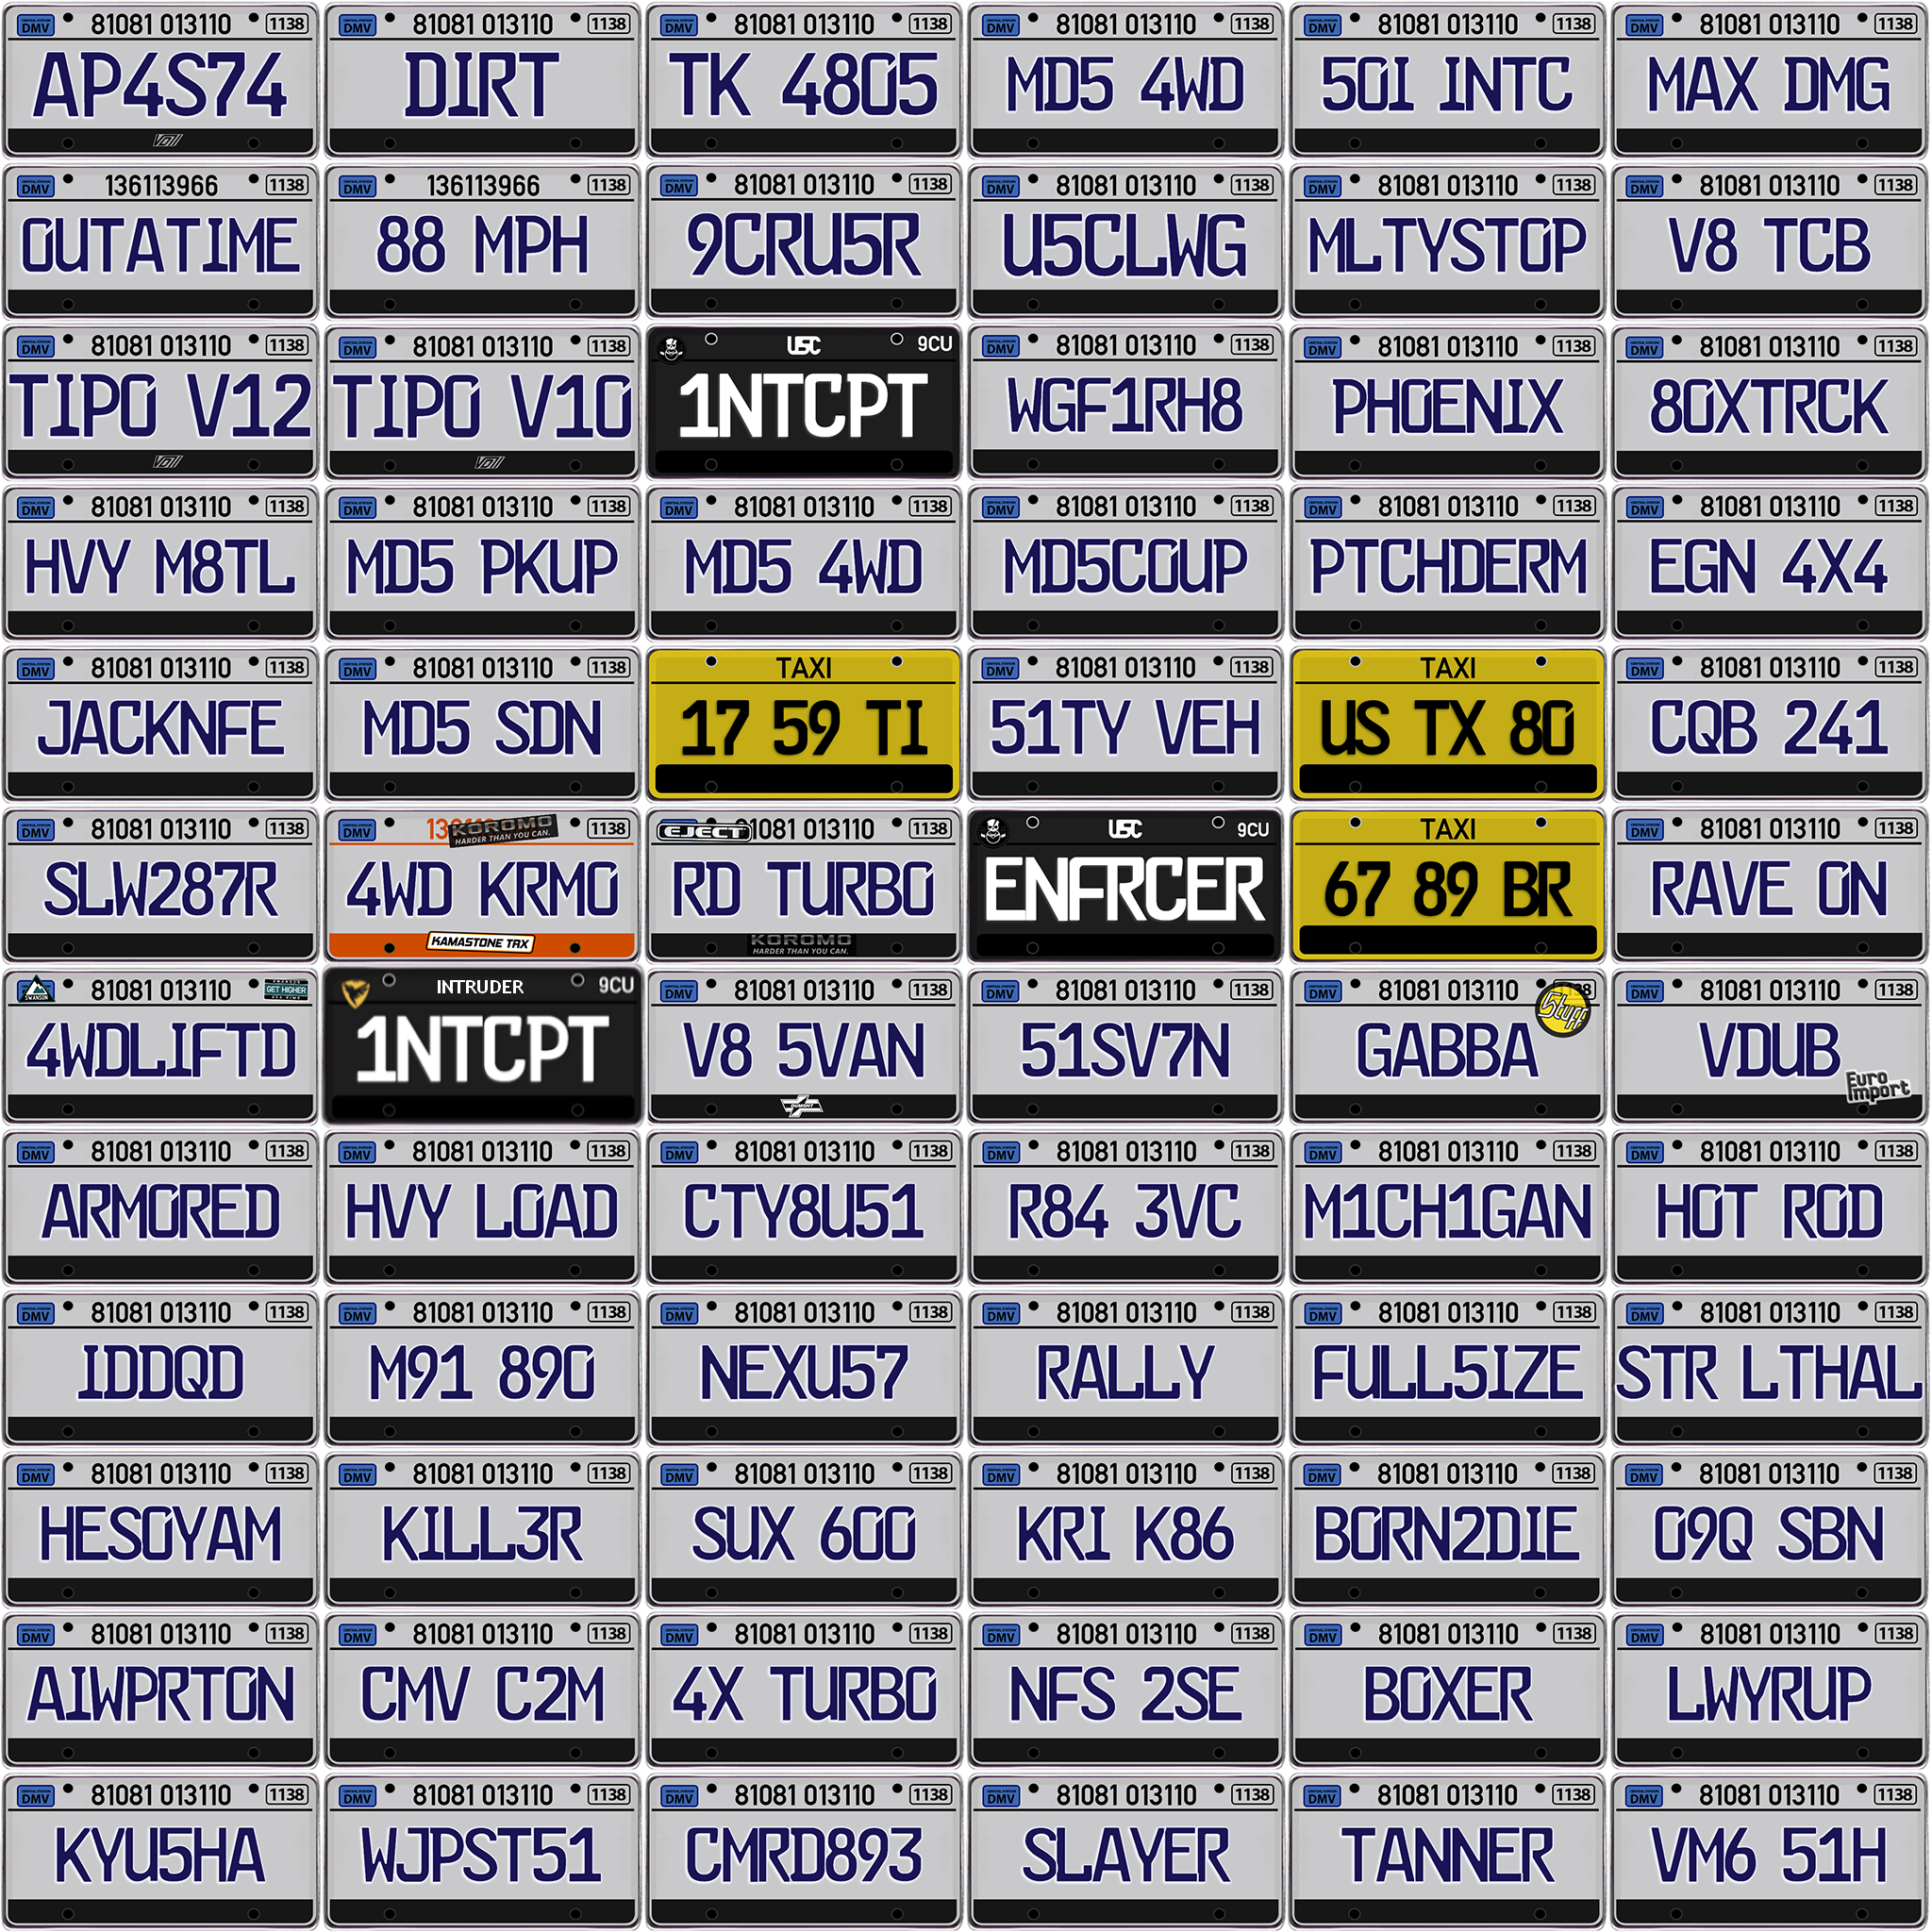 DMV 81081 013110 1138
AP4S74
DMV 81081 013110 1138
DIRT
DMV 81081 013110 1138
TK 4805
DMV 81081 013110 1138
MD5 4WD
DMV 81081 013110 1138
50I INTC
DMV 81081 013110 1138
MAX DMG
DMV 136113966 1138
OUTATIME
DMV 136113966 1138
88 MPH
DMV 81081 013110 1138
9CRU5R
DMV 81081 013110 1138
U5CLWG
DMV 81081 013110 1138
MLTYSTOP
DMV 81081 013110 1138
V8 TCB
DMV 81081 013110 1138
TIPO V12
DMV 81081 013110 1138
TIPO V10
USC 9CU
1NTCPT
DMV 81081 013110 1138
WGF1RH8
DMV 81081 013110 1138
PHOENIX
DMV 81081 013110 1138
80XTRCK
DMV 81081 013110 1138
HVY M8TL
DMV 81081 013110 1138
MD5 PKUP
DMV 81081 013110 1138
MD5 4WD
DMV 81081 013110 1138
MD5COUP
DMV 81081 013110 1138
PTCHDERM
DMV 81081 013110 1138
EGN 4X4
DMV 81081 013110 1138
JACKNFE
DMV 81081 013110 1138
MD5 SDN
TAXI
17 59 TI
DMV 81081 013110 1138
51TY VEH
TAXI
US TX 80
DMV 81081 013110 1138
CQB 241
DMV 81081 013110 1138
SLW287R
DMV KOROMO 1138
HARDER THAN YOU CAN.
4WD KRMO
KAMASTONE TRX
EJECT 1081 013110 1138
RD TURBO
KOROMO
HARDER THAN YOU CAN.
USC 9CU
ENFRCER
TAXI
67 89 BR
DMV 81081 013110 1138
RAVE ON
SWANSON 81081 013110 GET HIGHER
4WDLIFTD
INTRUDER 9CU
1NTCPT
DMV 81081 013110 1138
V8 5VAN
DUMONT
DMV 81081 013110 1138
51SV7N
DMV 81081 013110 Stuff
GABBA
DMV 81081 013110 1138
VDUB
Euro
Import
DMV 81081 013110 1138
ARMORED
DMV 81081 013110 1138
HVY LOAD
DMV 81081 013110 1138
CTY8U51
DMV 81081 013110 1138
R84 3VC
DMV 81081 013110 1138
M1CH1GAN
DMV 81081 013110 1138
HOT ROD
DMV 81081 013110 1138
IDDQD
DMV 81081 013110 1138
M91 890
DMV 81081 013110 1138
NEXU57
DMV 81081 013110 1138
RALLY
DMV 81081 013110 1138
FULL5IZE
DMV 81081 013110 1138
STR LTHAL
DMV 81081 013110 1138
HESOYAM
DMV 81081 013110 1138
KILL3R
DMV 81081 013110 1138
SUX 600
DMV 81081 013110 1138
KRI K86
DMV 81081 013110 1138
BORN2DIE
DMV 81081 013110 1138
09Q SBN
DMV 81081 013110 1138
AIWPRTON
DMV 81081 013110 1138
CMV C2M
DMV 81081 013110 1138
4X TURBO
DMV 81081 013110 1138
NFS 2SE
DMV 81081 013110 1138
BOXER
DMV 81081 013110 1138
LWYRUP
DMV 81081 013110 1138
KYU5HA
DMV 81081 013110 1138
WJPST51
DMV 81081 013110 1138
CMRD893
DMV 81081 013110 1138
SLAYER
DMV 81081 013110 1138
TANNER
DMV 81081 013110 1138
VM6 51H